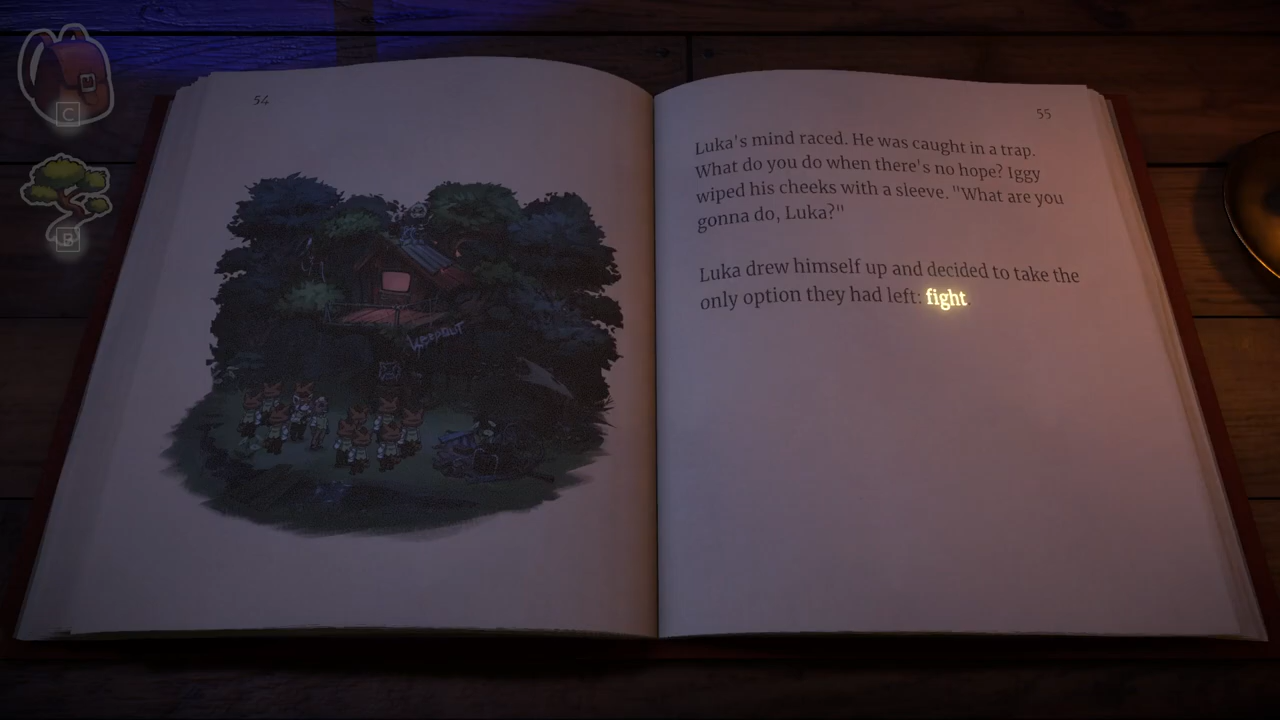 54
55
C
B
Luka's mind raced. He was caught in a trap.
What do you do when there's no hope? Iggy
wiped his cheeks with a sleeve. "What are you
gonna do, Luka?"
Luka drew himself up and decided to take the
only option they had left: fight.
KEEPOUT